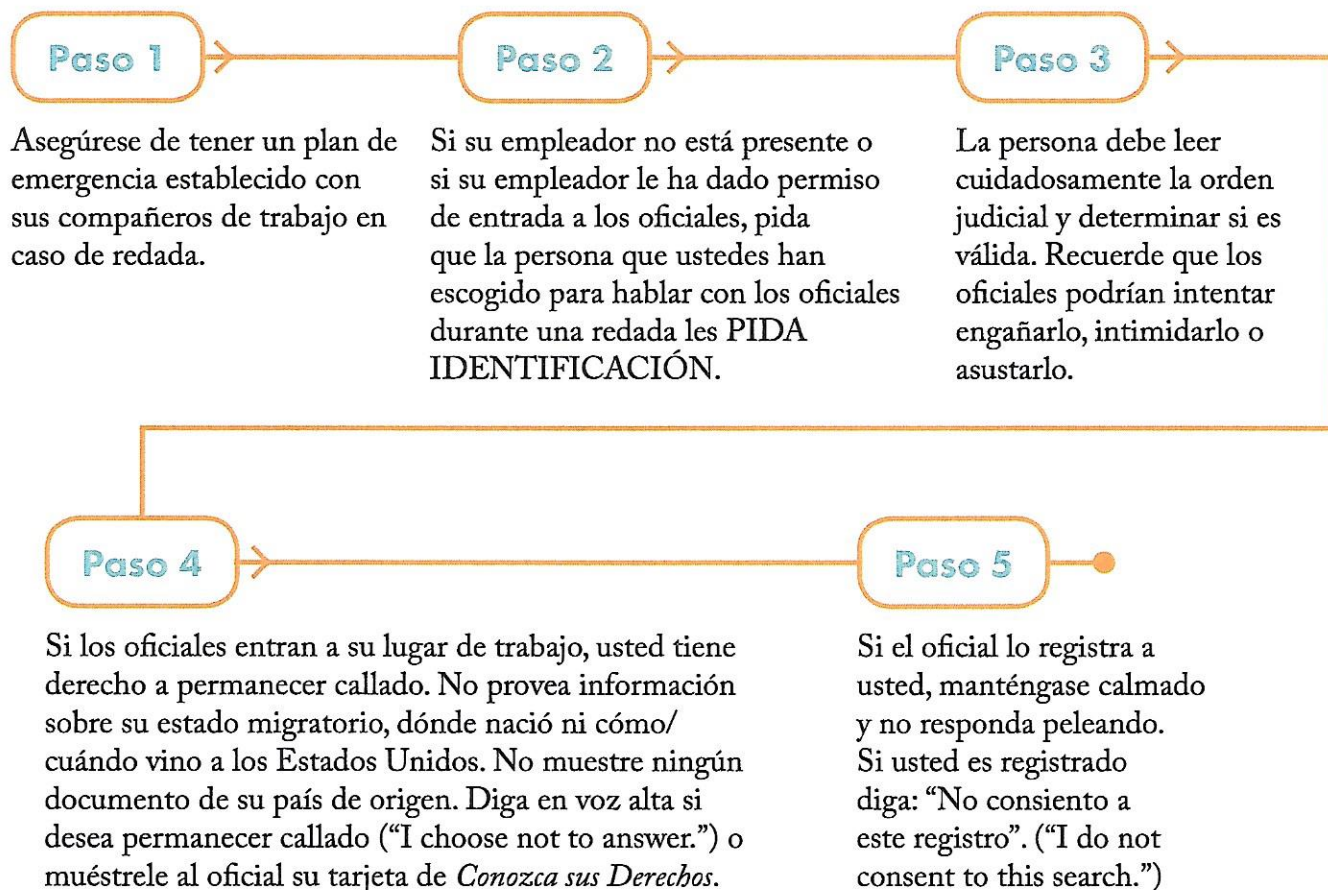 Paso 1
Asegúrese de tener un plan de
emergencia establecido con
sus compañeros de trabajo en
caso de redada.
Paso 2
Si su empleador no está presente o
si su empleador le ha dado permiso
de entrada a los oficiales, pida
que la persona que ustedes han
escogido para hablar con los oficiales
durante una redada les PIDA
IDENTIFICACIÓN.
Paso 3
La persona debe leer
cuidadosamente la orden
judicial y determinar si es
válida. Recuerde que los
oficiales podrían intentar
engañarlo, intimidarlo o
asustarlo.
Paso 4
Si los oficiales entran a su lugar de trabajo, usted tiene
derecho a permanecer callado. No provea información
sobre su estado migratorio, dónde nació ni cómo/
cuándo vino a los Estados Unidos. No muestre ningún
documento de su país de origen. Diga en voz alta si
desea permanecer callado (“I choose not to answer.”) o
muéstrele al oficial su tarjeta de Conozca sus Derechos.
Paso 5
Si el oficial lo registra a
usted, manténgase calmado
y no responda peleando.
Si usted es registrado
diga: “No consiento a
este registro”. (“I do not
consent to this search.”)